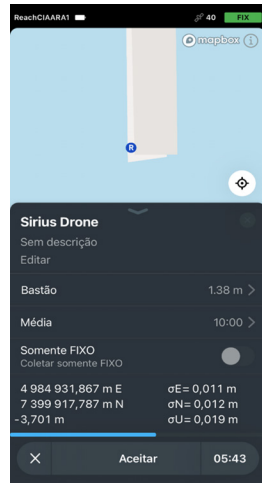 ReachCIAARA1 40 FIX
mapbox
R
Sirius Drone
Sem descrição
Editar
Bastão 1.38 m
Média 10:00
Somente FIXO
Coletar somente FIXO
4 984 931,867 m E σE= 0,011 m
7 399 917,787 m N σN= 0,012 m
-3,701 m σU= 0,019 m
Aceitar 05:43